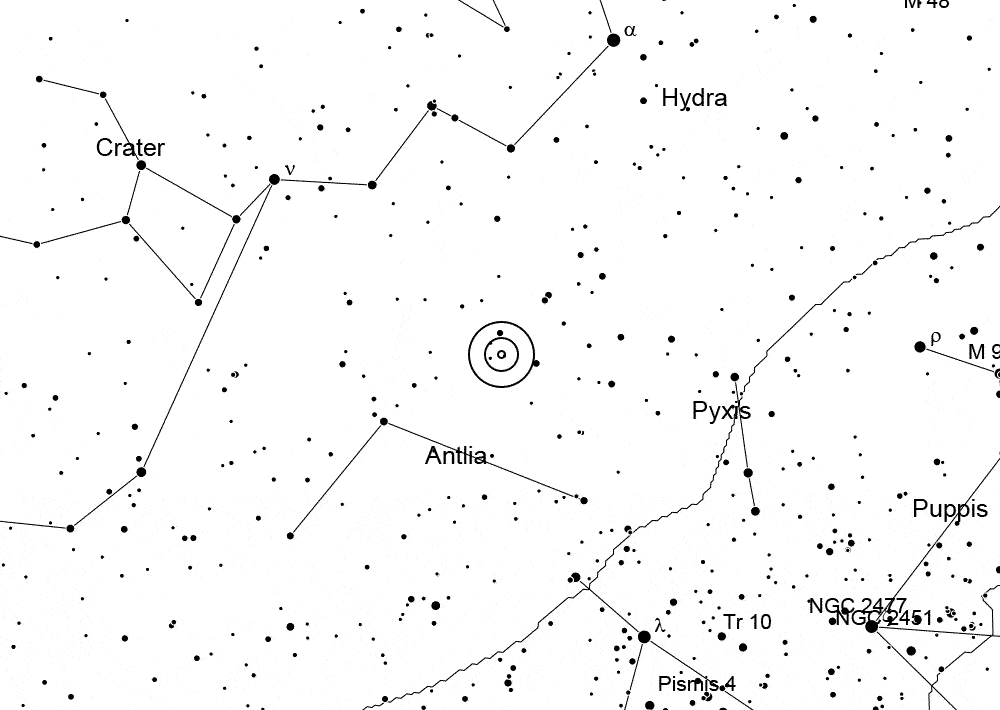 M 48
α
Hydra
Crater
ν
ρ
M 9
Pyxis
Antlia
Puppis
NGC 2477
NGC 2451
λ
Tr 10
Pismis 4